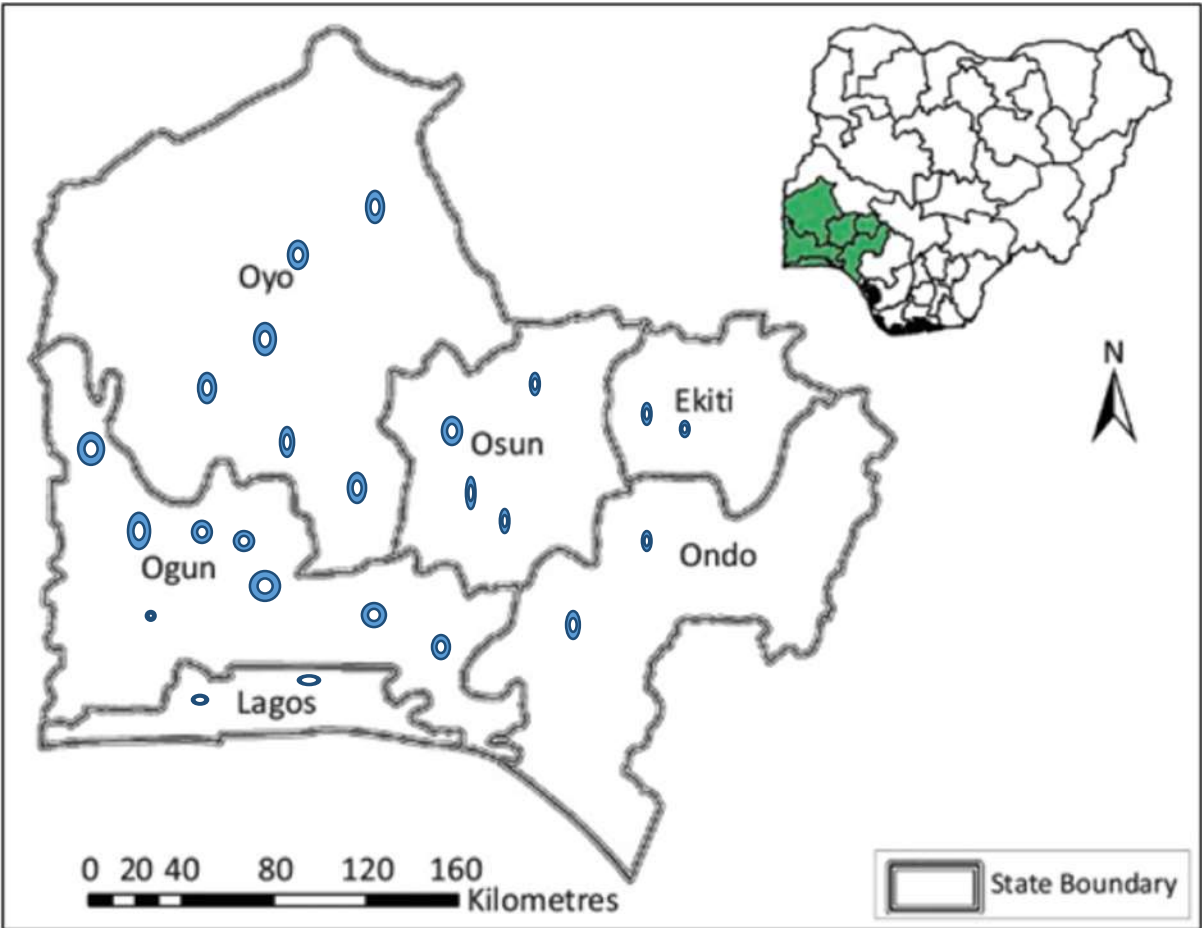 Oyo
N
Ekiti
Osun
Ondo
Ogun
Lagos
0 20 40 80 120 160
Kilometres
State Boundary